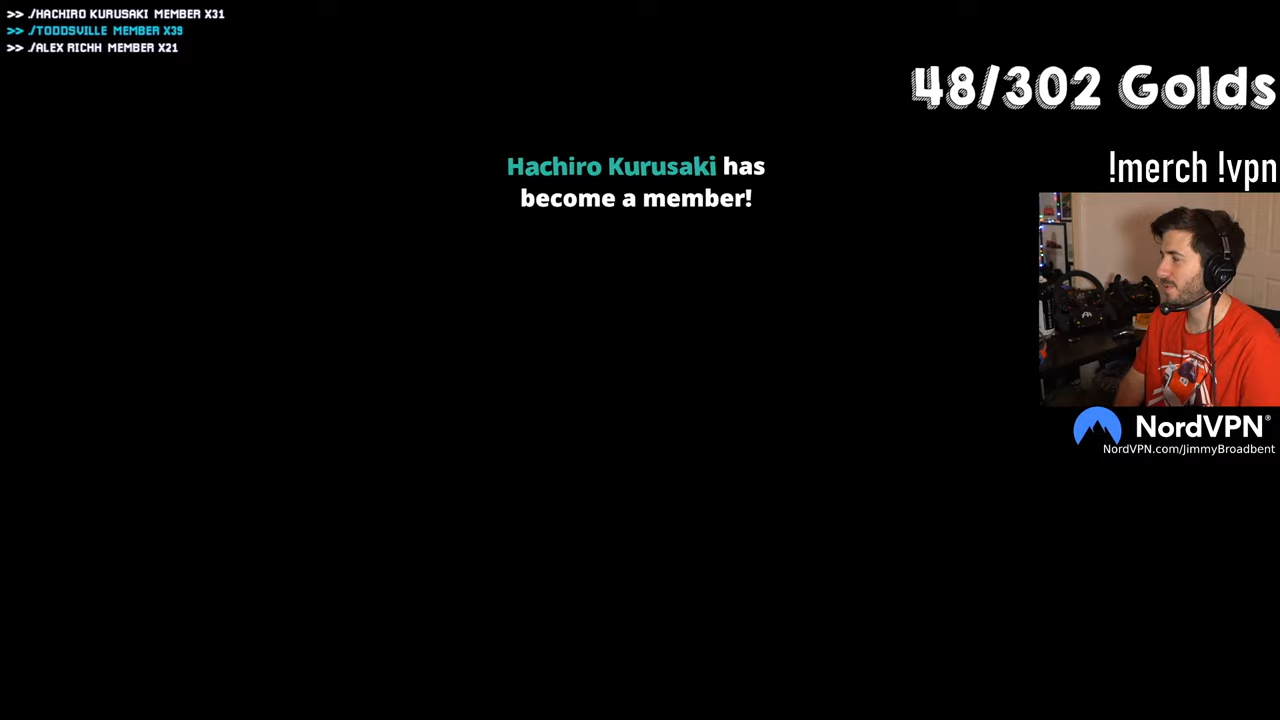 >> ./HACHIRO KURUSAKI MEMBER X31
>> ./TODDSVILLE MEMBER X39
>> ./ALEX RICHH MEMBER X21
48/302 Golds
Hachiro Kurusaki has
become a member!
!merch !vpn
NordVPN®
NordVPN.com/JimmyBroadbent